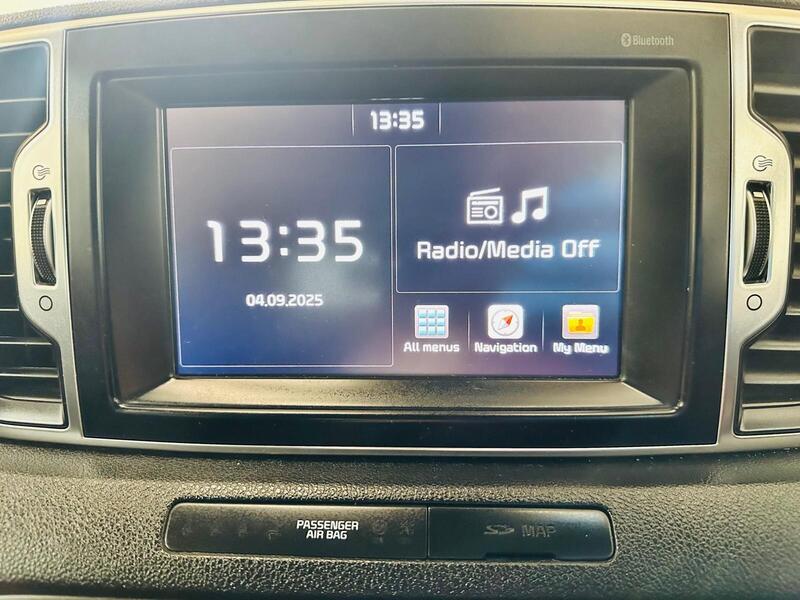 Bluetooth
13:35
13:35
04.09.2025
Radio/Media Off
All menus
Navigation
My Menu
PASSENGER
AIR BAG
SD MAP